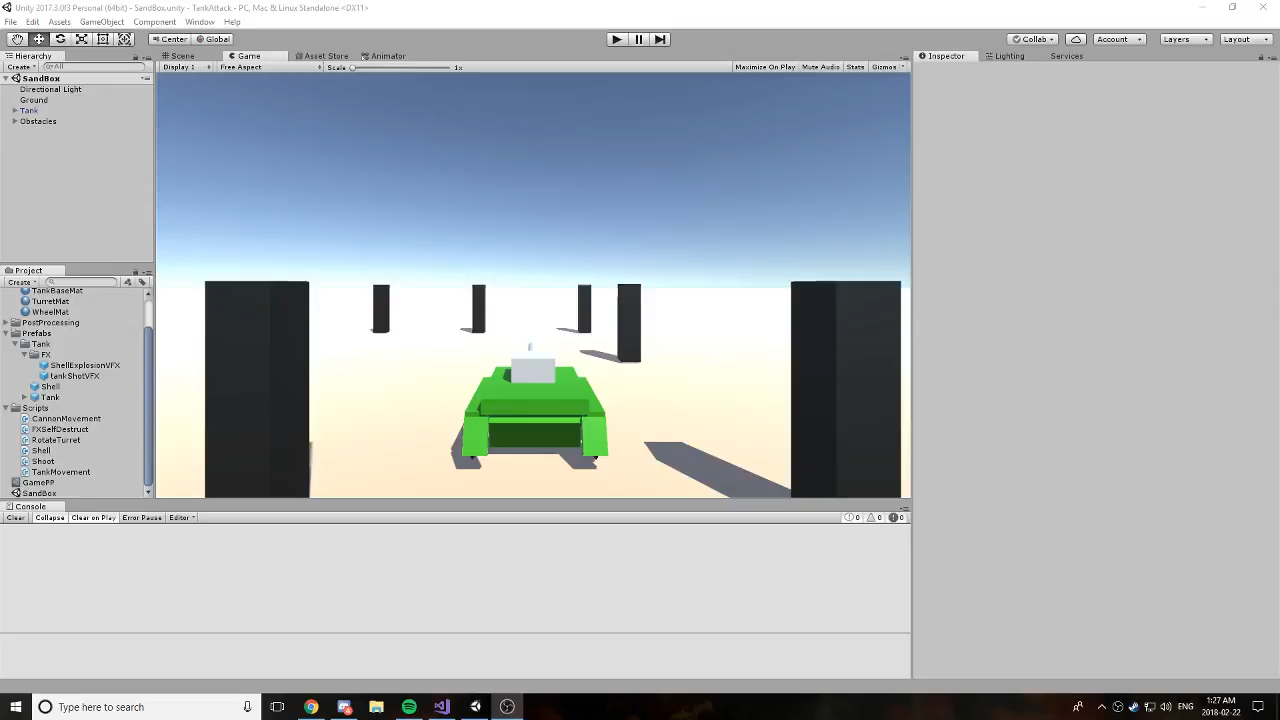 Unity 2017.3.0f3 Personal (64bit) - SandBox.unity - TankAttack - PC, Mac & Linux Standalone <DX11>
File Edit Assets GameObject Component Window Help
Center Global Collab Account Layers Layout
Hierarchy Scene Game Asset Store Animator Inspector Lighting Services
Create All Display 1 Free Aspect Scale 1x Maximize On Play Mute Audio Stats Gizmos
SandBox
Directional Light
Ground
Tank
Obstacles
Project
Create
TankBaseMat
TurretMat
WheelMat
PostProcessing
Prefabs
Tank
FX
ShellExplosionVFX
tankShotVFX
Shell
Tank
Scripts
CannonMovement
FXSelfDestruct
RotateTurret
Shell
Shoot
TankMovement
GamePP
SandBox
Console
Clear Collapse Clear on Play Error Pause Editor 0 0 0
Type here to search
ENG
1:27 AM
2018-02-22